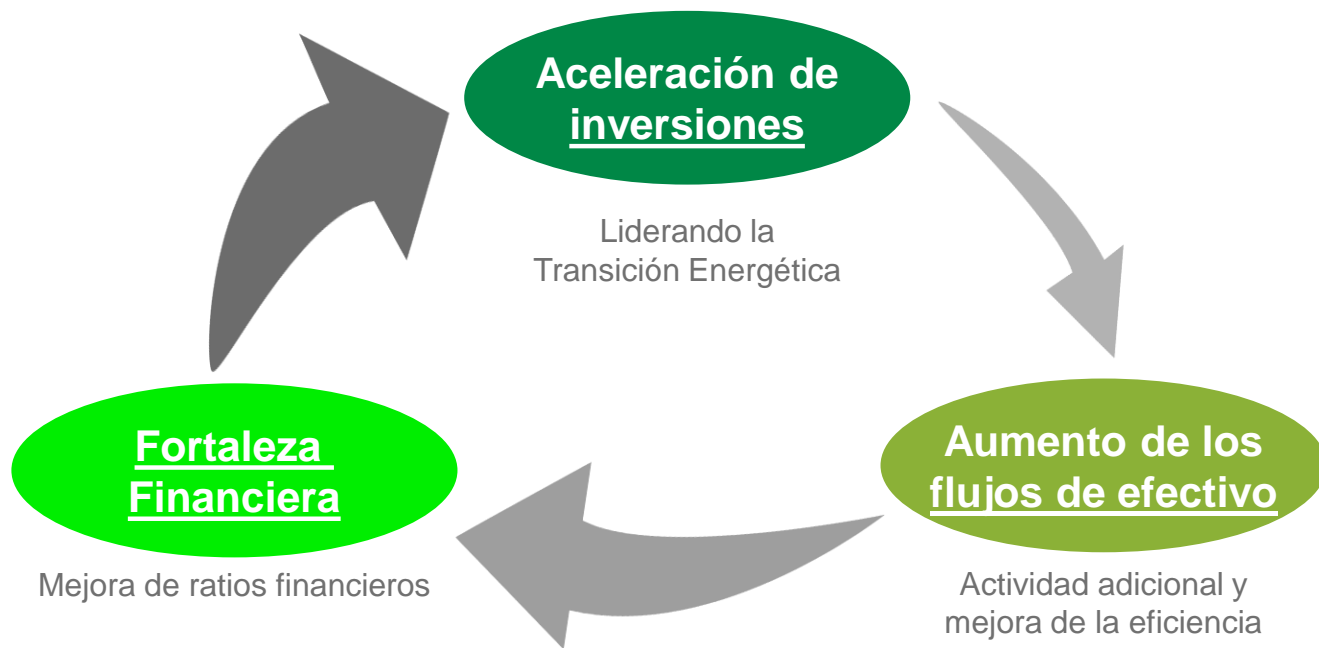 Aceleración de
inversiones
Liderando la
Transición Energética
Fortaleza
Financiera
Mejora de ratios financieros
Aumento de los
flujos de efectivo
Actividad adicional y
mejora de la eficiencia